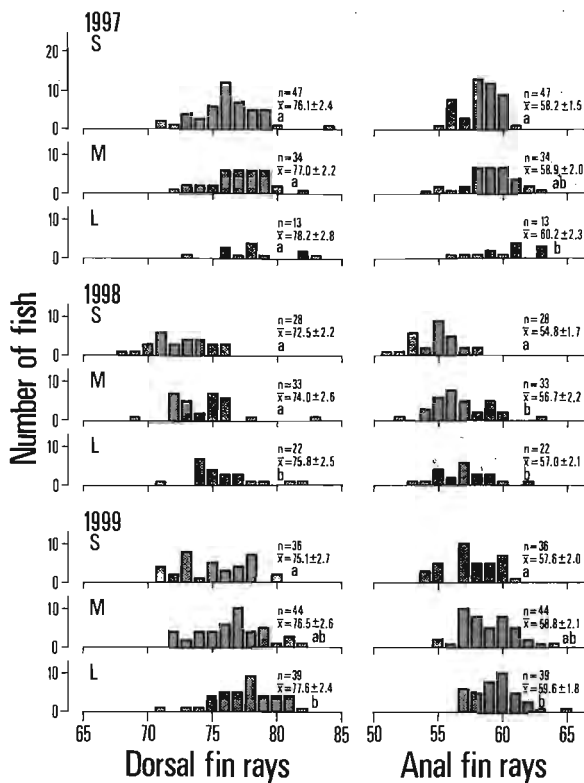 1997
S
20
10
0
n=47
x̄=76.1±2.4
a
n=47
x̄=58.2±1.5
a
M
10
0
n=34
x̄=77.0±2.2
a
n=34
x̄=58.9±2.0
ab
L
10
0
n=13
x̄=78.2±2.8
a
n=13
x̄=60.2±2.3
b
Number of fish
1998
S
10
0
n=28
x̄=72.5±2.2
a
n=28
x̄=54.8±1.7
a
M
10
0
n=33
x̄=74.0±2.6
a
n=33
x̄=56.7±2.2
b
L
10
0
n=22
x̄=75.8±2.5
b
n=22
x̄=57.0±2.1
b
1999
S
10
0
n=36
x̄=75.1±2.7
a
n=36
x̄=57.6±2.0
a
M
10
0
n=44
x̄=76.5±2.6
ab
n=44
x̄=58.8±2.1
ab
L
10
0
n=39
x̄=77.6±2.4
b
n=39
x̄=59.6±1.8
b
65 70 75 80 85
50 55 60 65
Dorsal fin rays
Anal fin rays